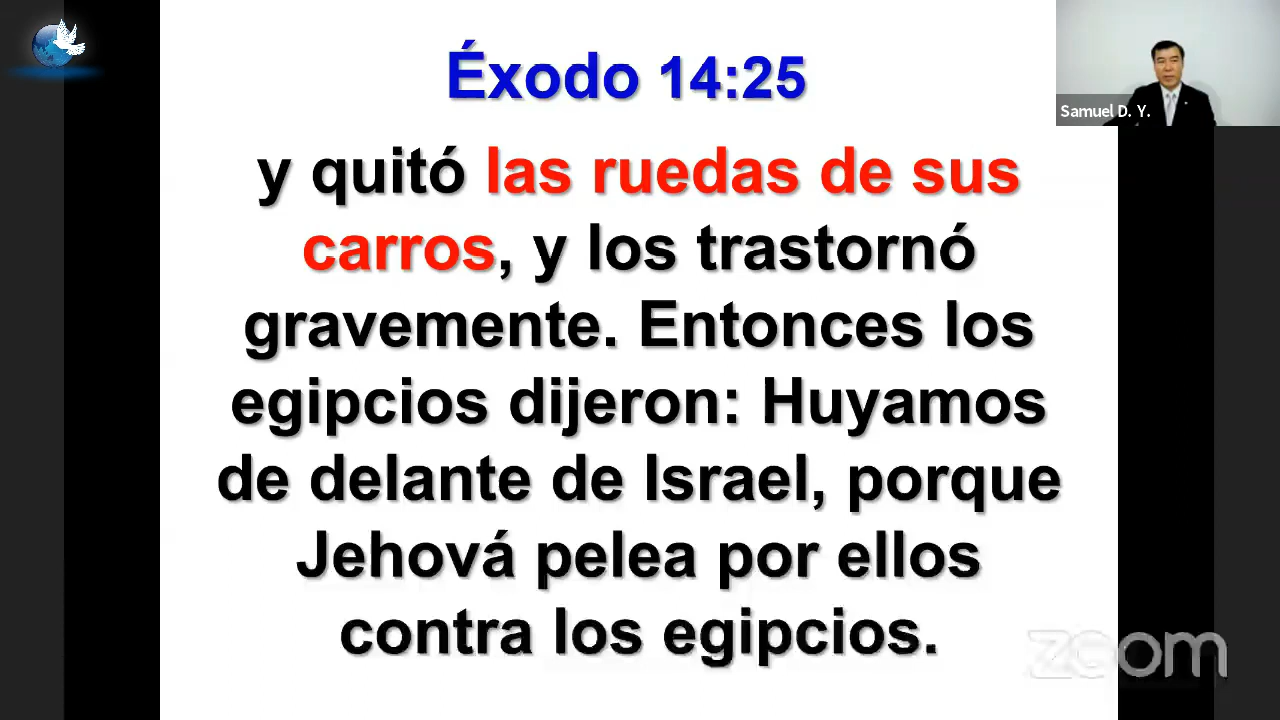 Éxodo 14:25
y quitó las ruedas de sus
carros, y los trastornó
gravemente. Entonces los
egipcios dijeron: Huyamos
de delante de Israel, porque
Jehová pelea por ellos
contra los egipcios.
Samuel D. Y.
zoom